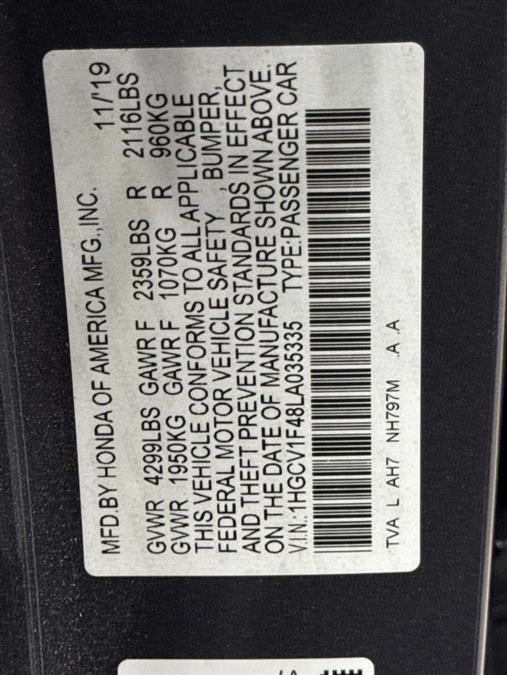 MFD.BY HONDA OF AMERICA MFG.,INC. 11/'19
GVWR 4299LBS GAWR F 2359LBS R 2116LBS
GVWR 1950KG GAWR F 1070KG R 960KG
THIS VEHICLE CONFORMS TO ALL APPLICABLE
FEDERAL MOTOR VEHICLE SAFETY , BUMPER,
AND THEFT PREVENTION STANDARDS IN EFFECT
ON THE DATE OF MANUFACTURE SHOWN ABOVE.
V.I.N.:1HGCV1F48LA035335 TYPE:PASSENGER CAR
TVA L AH7 NH797M .A .A